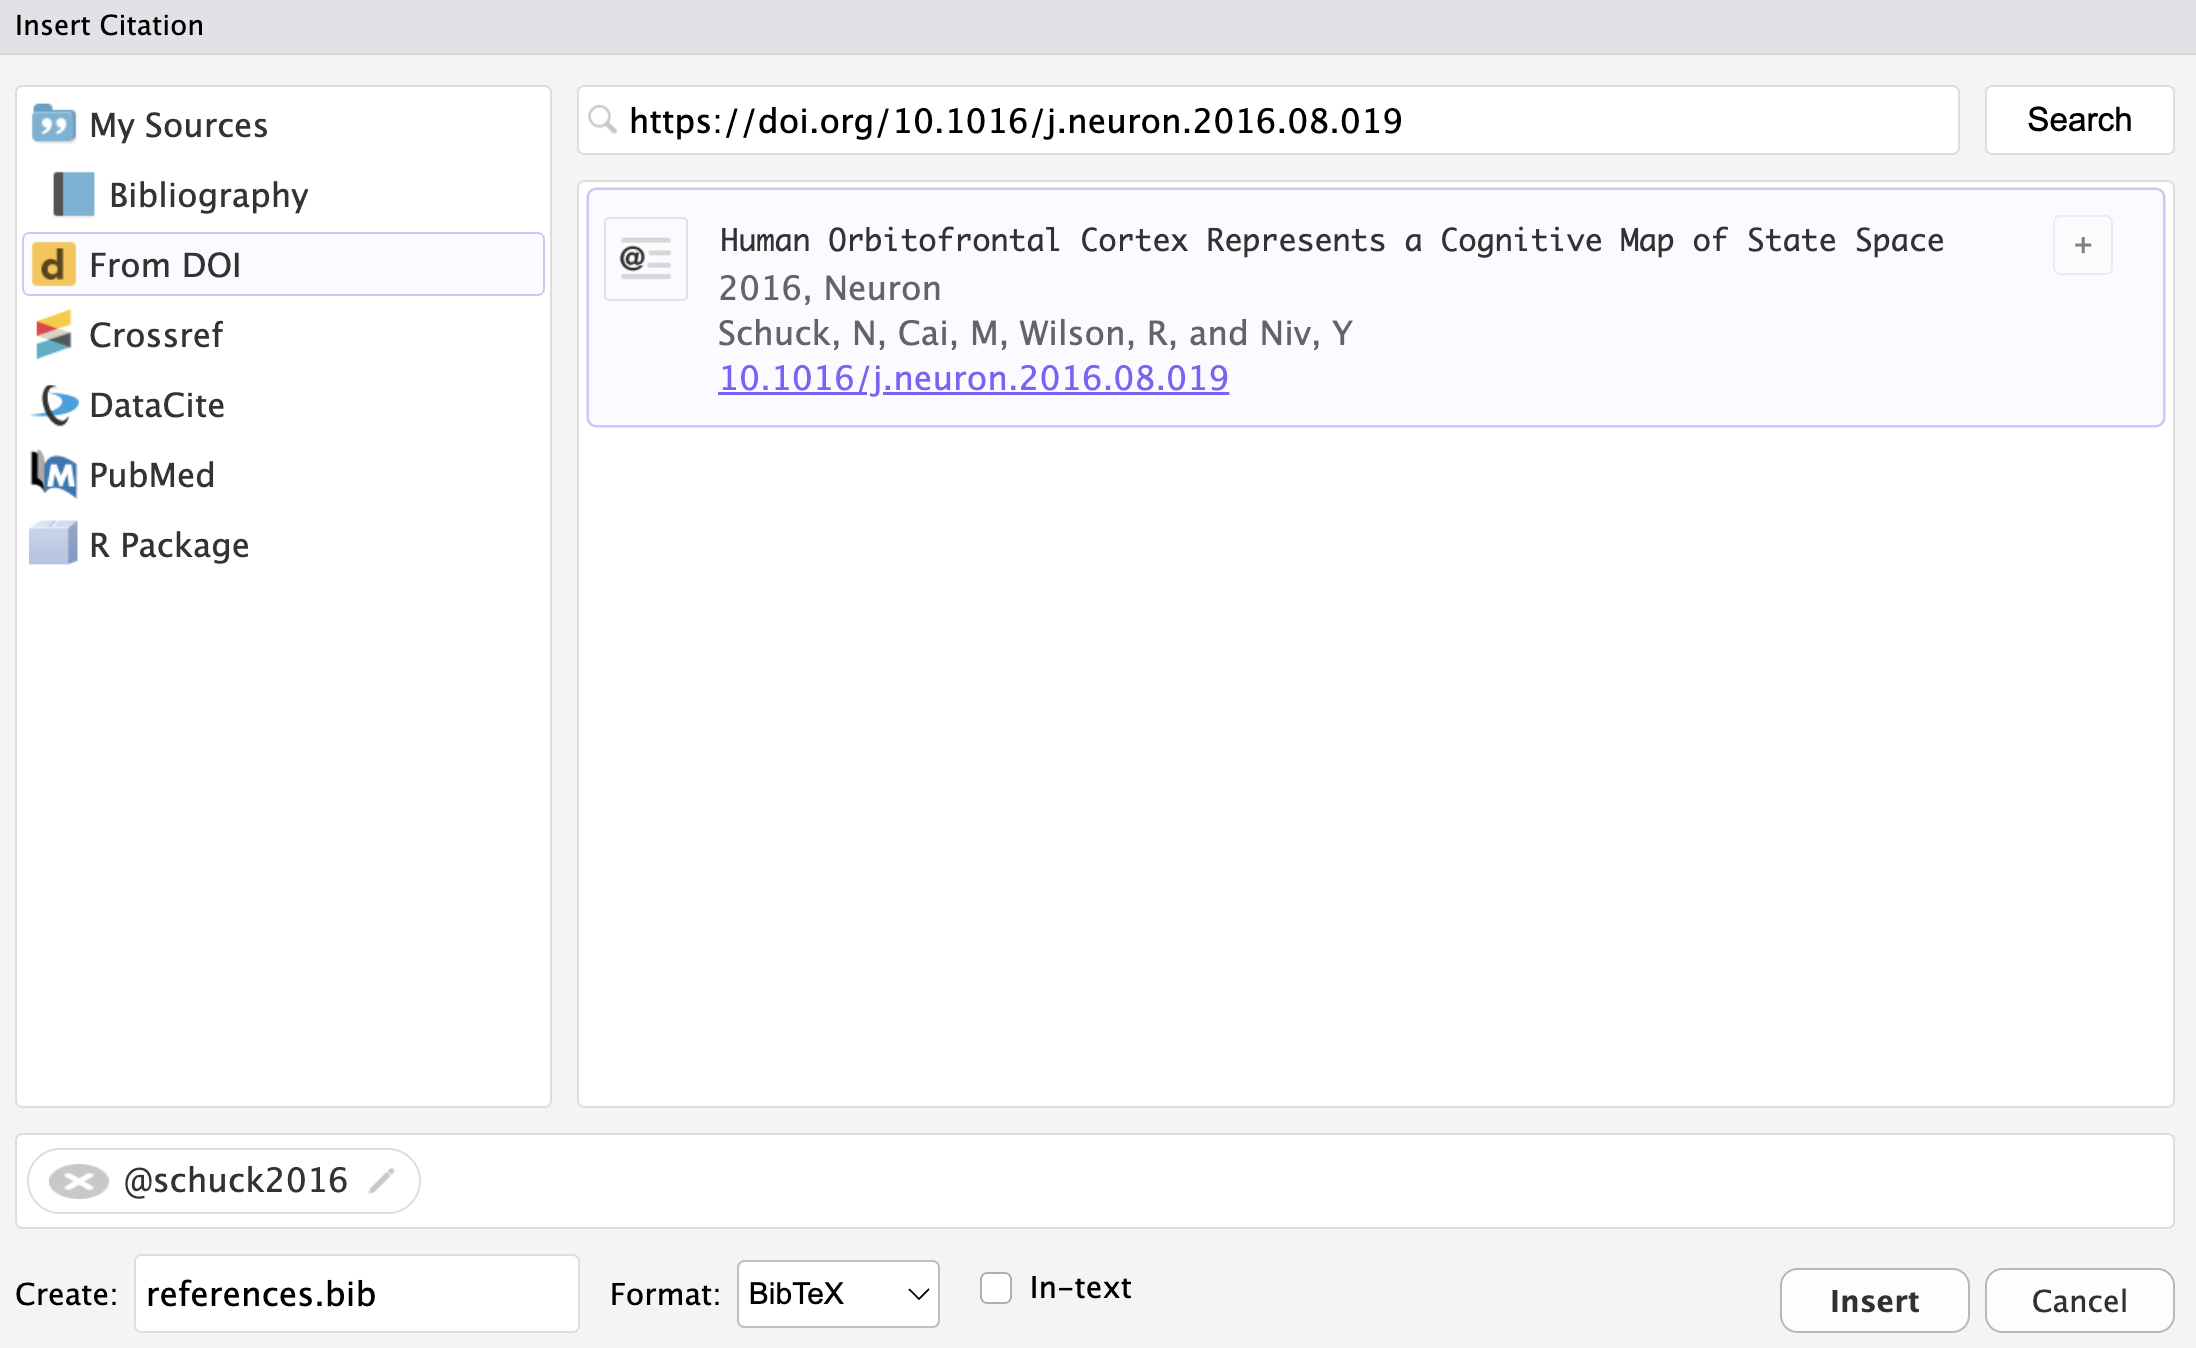 Insert Citation
My Sources
Bibliography
From DOI
Crossref
DataCite
PubMed
R Package
https://doi.org/10.1016/j.neuron.2016.08.019
Search
Human Orbitofrontal Cortex Represents a Cognitive Map of State Space
2016, Neuron
Schuck, N, Cai, M, Wilson, R, and Niv, Y
10.1016/j.neuron.2016.08.019
+
@schuck2016
Create: references.bib Format: BibTeX In-text
Insert Cancel